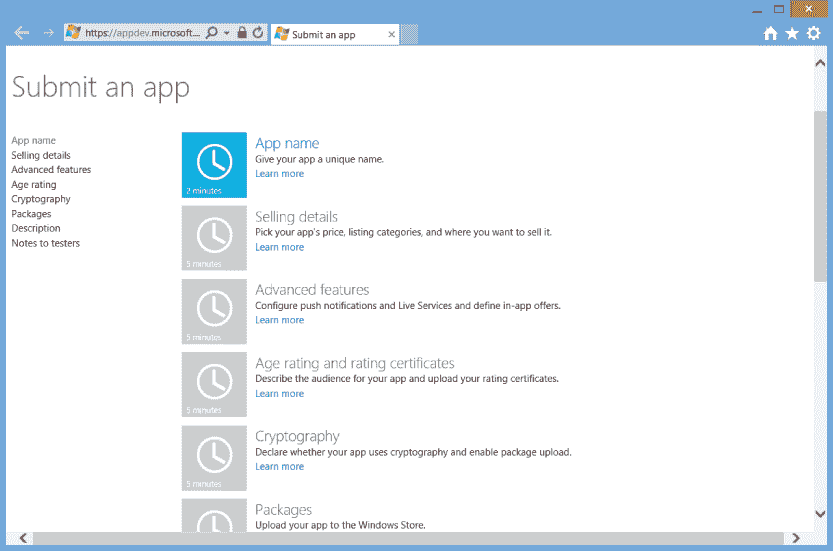 https://appdev.microsoft...
Submit an app
Submit an app
App name
Selling details
Advanced features
Age rating
Cryptography
Packages
Description
Notes to testers
2 minutes
App name
Give your app a unique name.
Learn more
5 minutes
Selling details
Pick your app's price, listing categories, and where you want to sell it.
Learn more
5 minutes
Advanced features
Configure push notifications and Live Services and define in-app offers.
Learn more
5 minutes
Age rating and rating certificates
Describe the audience for your app and upload your rating certificates.
Learn more
5 minutes
Cryptography
Declare whether your app uses cryptography and enable package upload.
Learn more
Packages
Upload your app to the Windows Store.